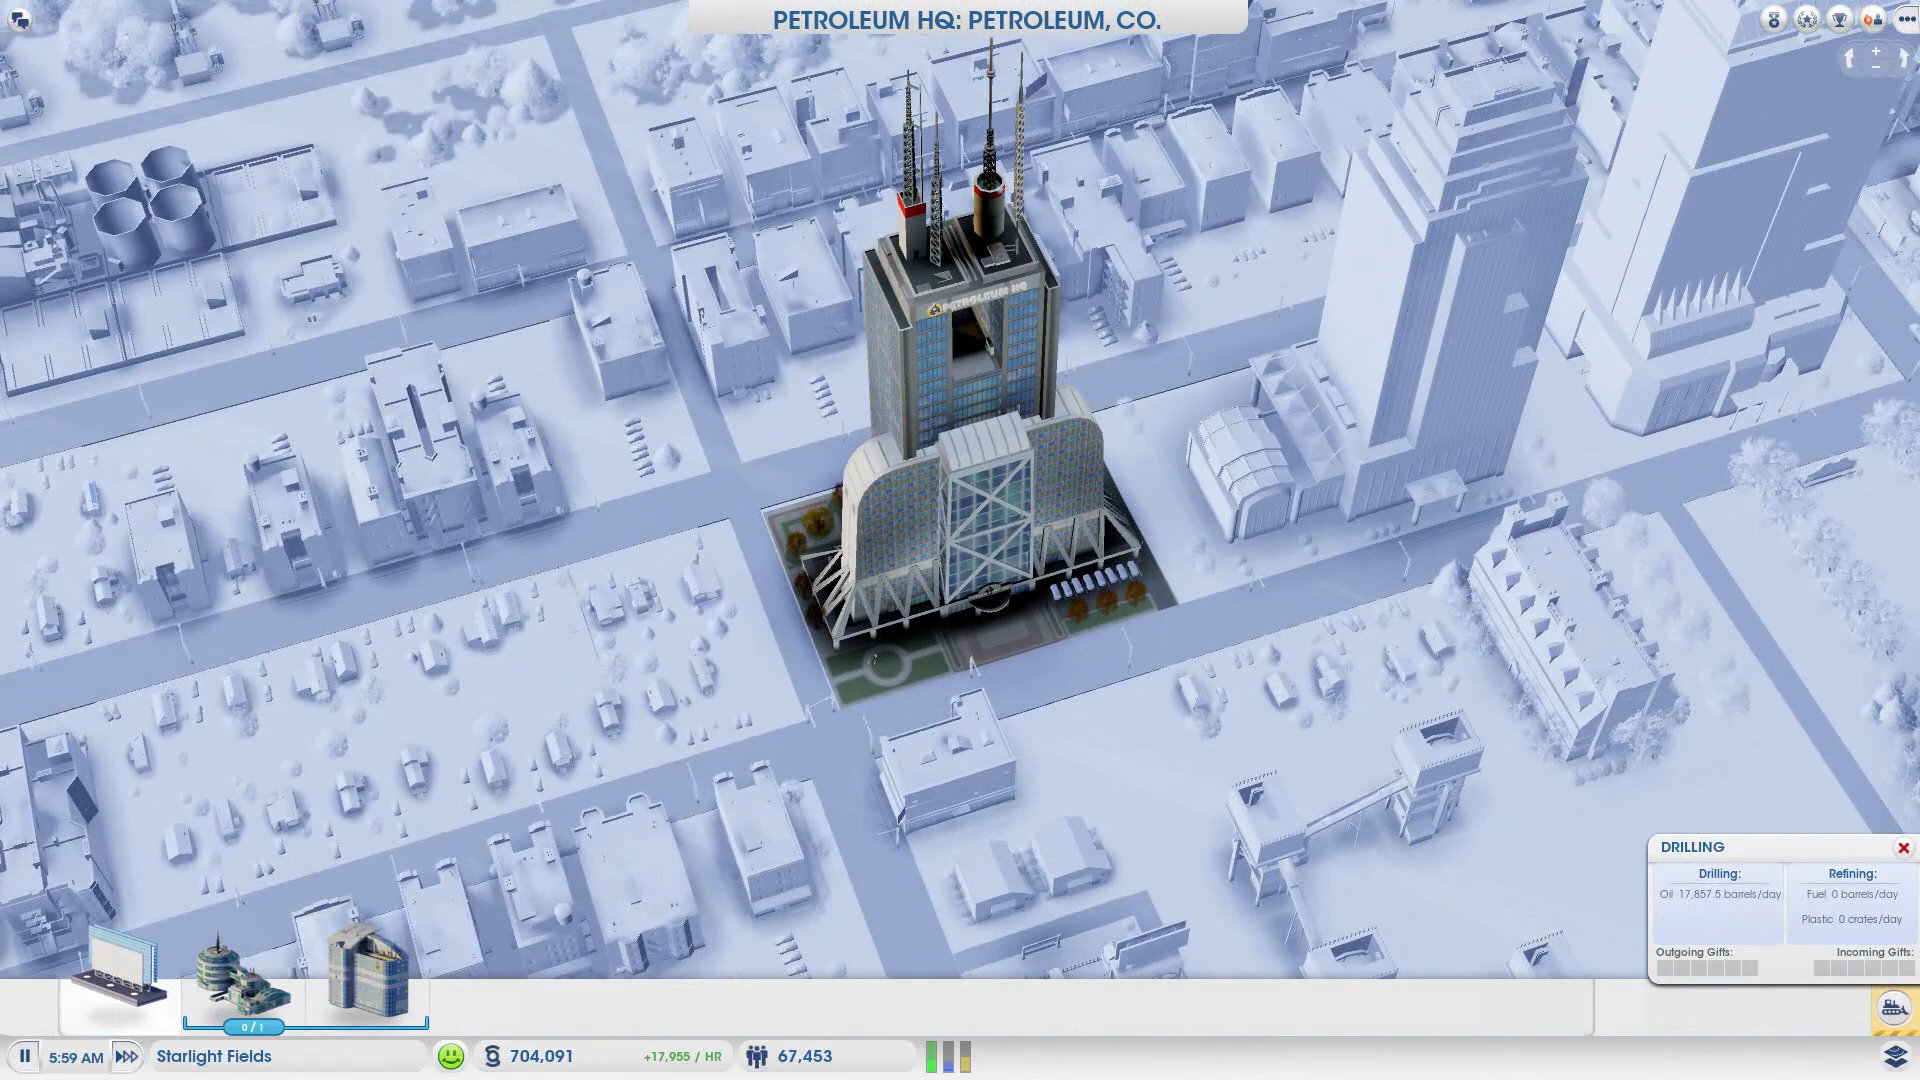 PETROLEUM HQ: PETROLEUM, CO.
PETROLEUM HQ
DRILLING
Drilling:
Oil 17,857.5 barrels/day
Refining:
Fuel 0 barrels/day
Plastic 0 crates/day
Outgoing Gifts:
Incoming Gifts:
0 / 1
5:59 AM
Starlight Fields
704,091
+17,955 / HR
67,453